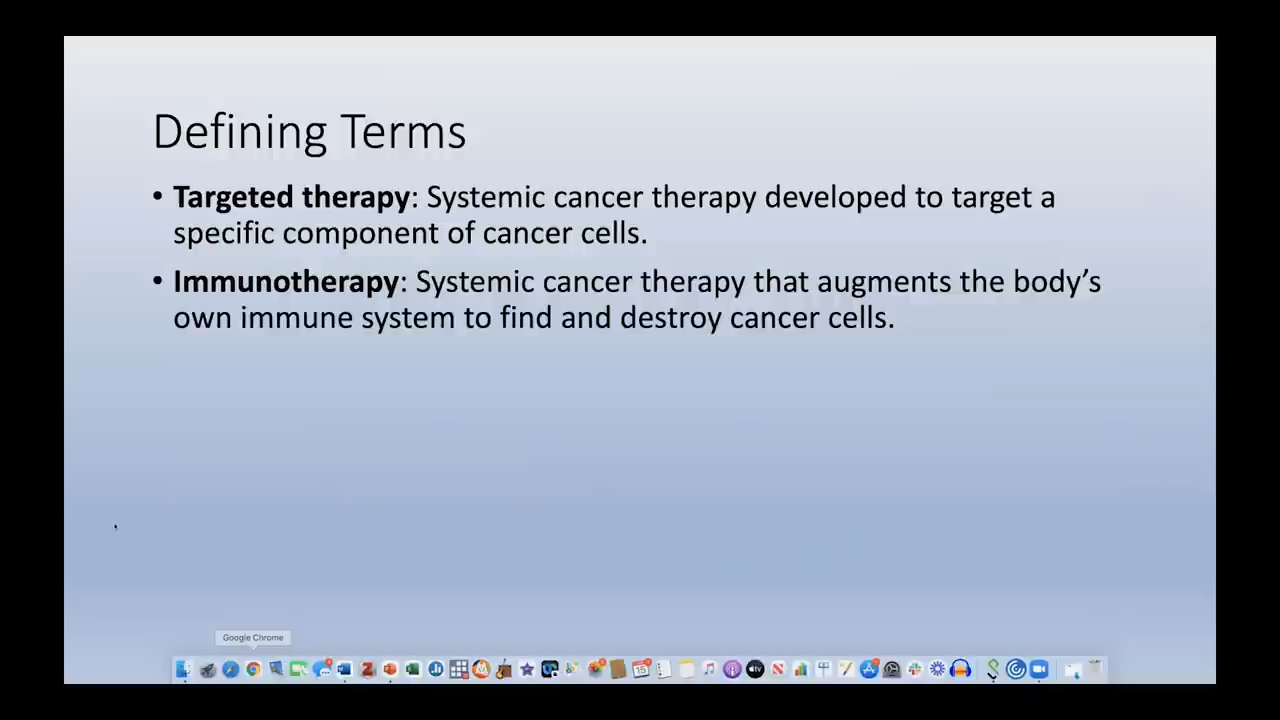 Defining Terms
• Targeted therapy: Systemic cancer therapy developed to target a
specific component of cancer cells.
• Immunotherapy: Systemic cancer therapy that augments the body’s
own immune system to find and destroy cancer cells.
Google Chrome